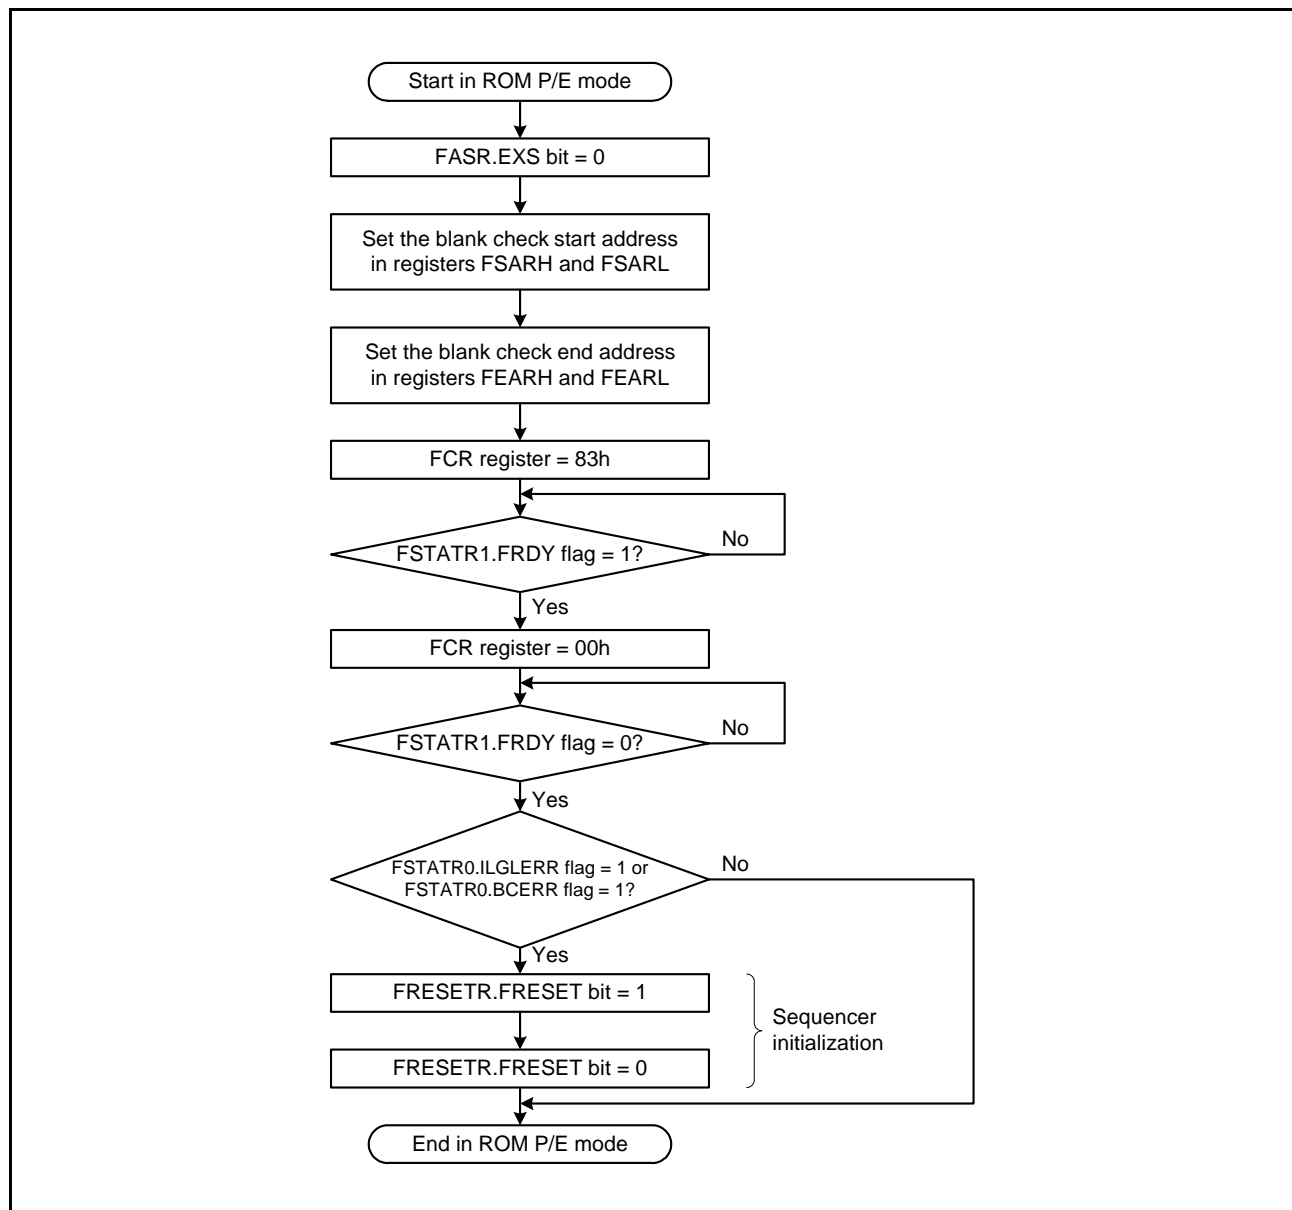 Start in ROM P/E mode
FASR.EXS bit = 0
Set the blank check start address
in registers FSARH and FSARL
Set the blank check end address
in registers FEARH and FEARL
FCR register = 83h
FSTATR1.FRDY flag = 1?
No
Yes
FCR register = 00h
FSTATR1.FRDY flag = 0?
No
Yes
FSTATR0.ILGLERR flag = 1 or
FSTATR0.BCERR flag = 1?
No
Yes
FRESETR.FRESET bit = 1
FRESETR.FRESET bit = 0
Sequencer
initialization
End in ROM P/E mode